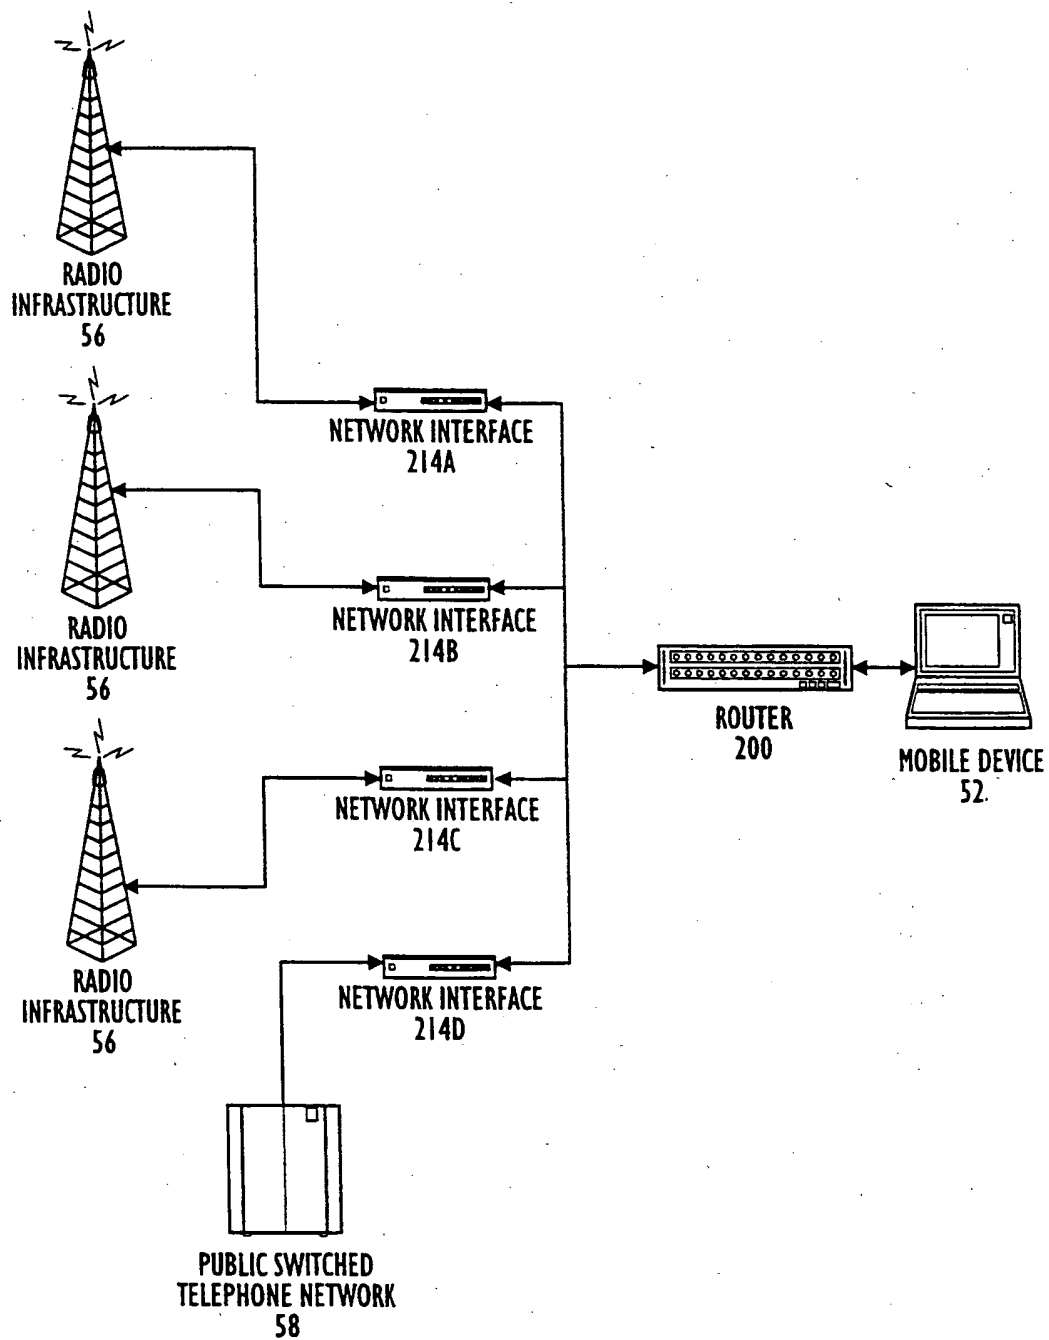 RADIO
INFRASTRUCTURE
56
NETWORK INTERFACE
214A
RADIO
INFRASTRUCTURE
56
NETWORK INTERFACE
214B
ROUTER
200
MOBILE DEVICE
52.
NETWORK INTERFACE
214C
RADIO
INFRASTRUCTURE
56
NETWORK INTERFACE
214D
PUBLIC SWITCHED
TELEPHONE NETWORK
58